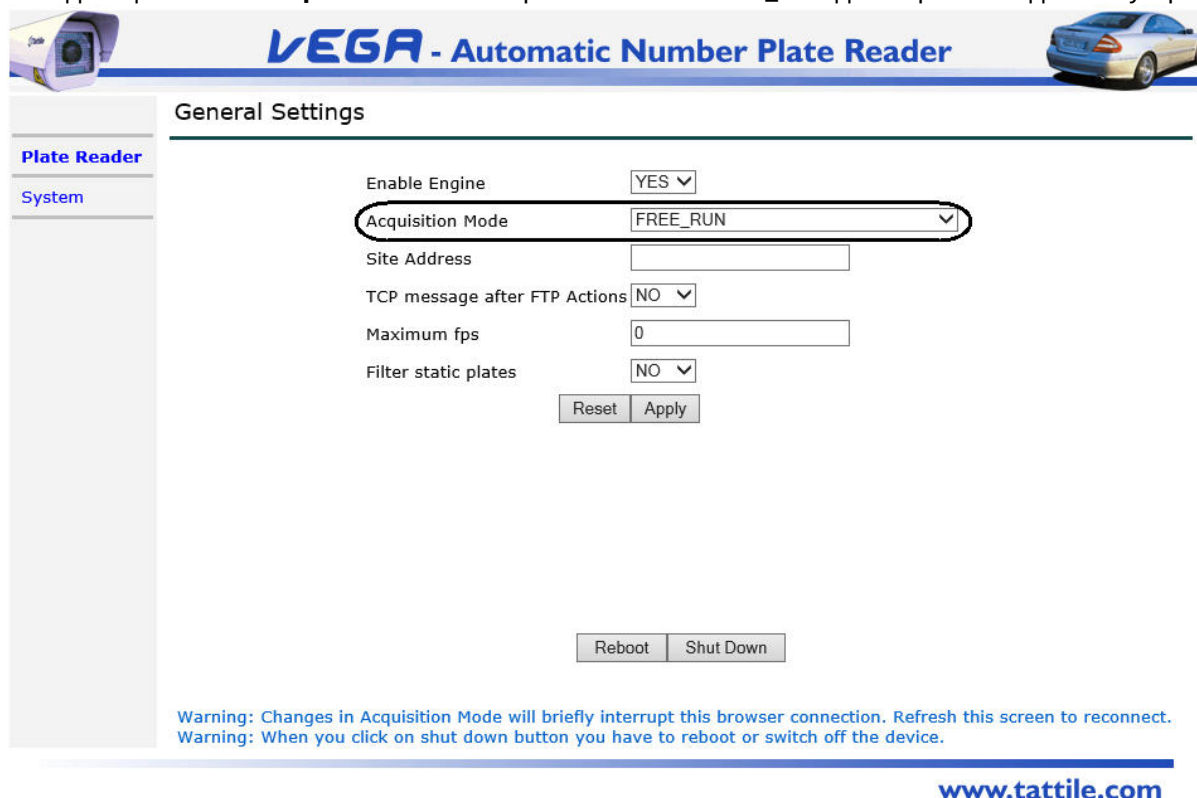 VEGA - Automatic Number Plate Reader
General Settings
Plate Reader
System
Enable Engine YES
Acquisition Mode FREE_RUN
Site Address
TCP message after FTP Actions NO
Maximum fps 0
Filter static plates NO
Reset Apply
Reboot Shut Down
Warning: Changes in Acquisition Mode will briefly interrupt this browser connection. Refresh this screen to reconnect.
Warning: When you click on shut down button you have to reboot or switch off the device.
www.tattile.com